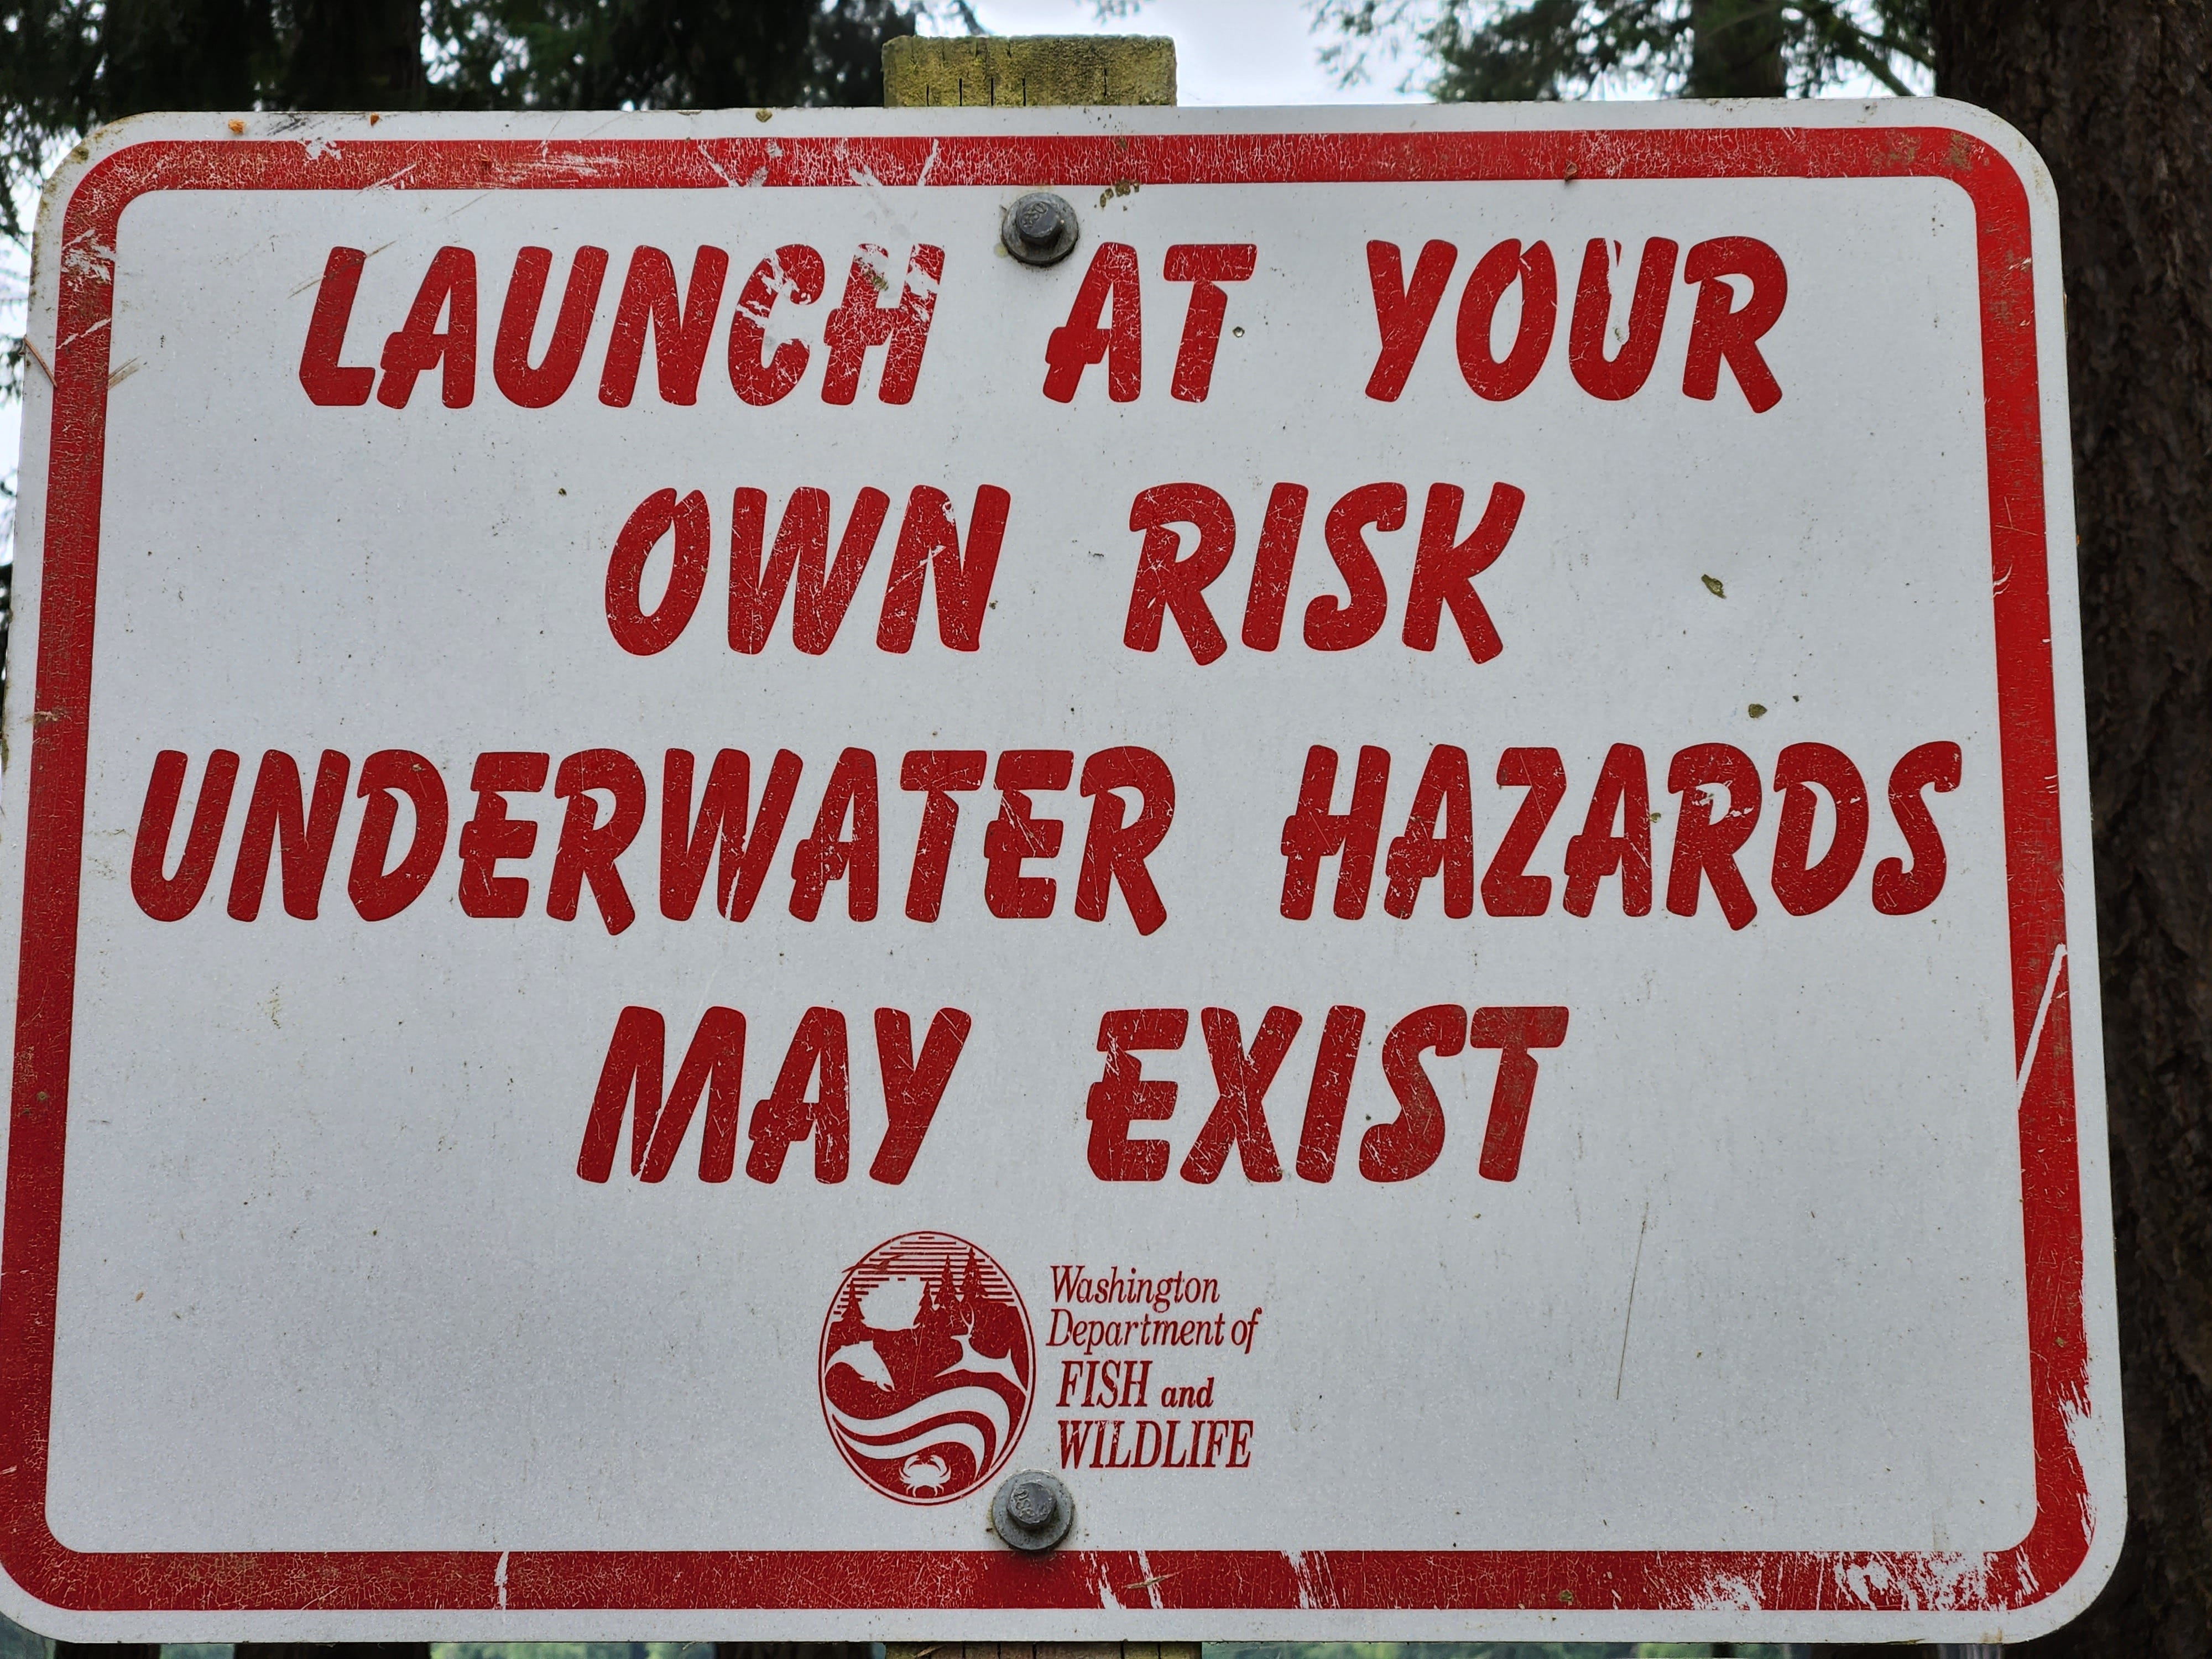 LAUNCH AT YOUR
OWN RISK
UNDERWATER HAZARDS
MAY EXIST
Washington
Department of
FISH and
WILDLIFE